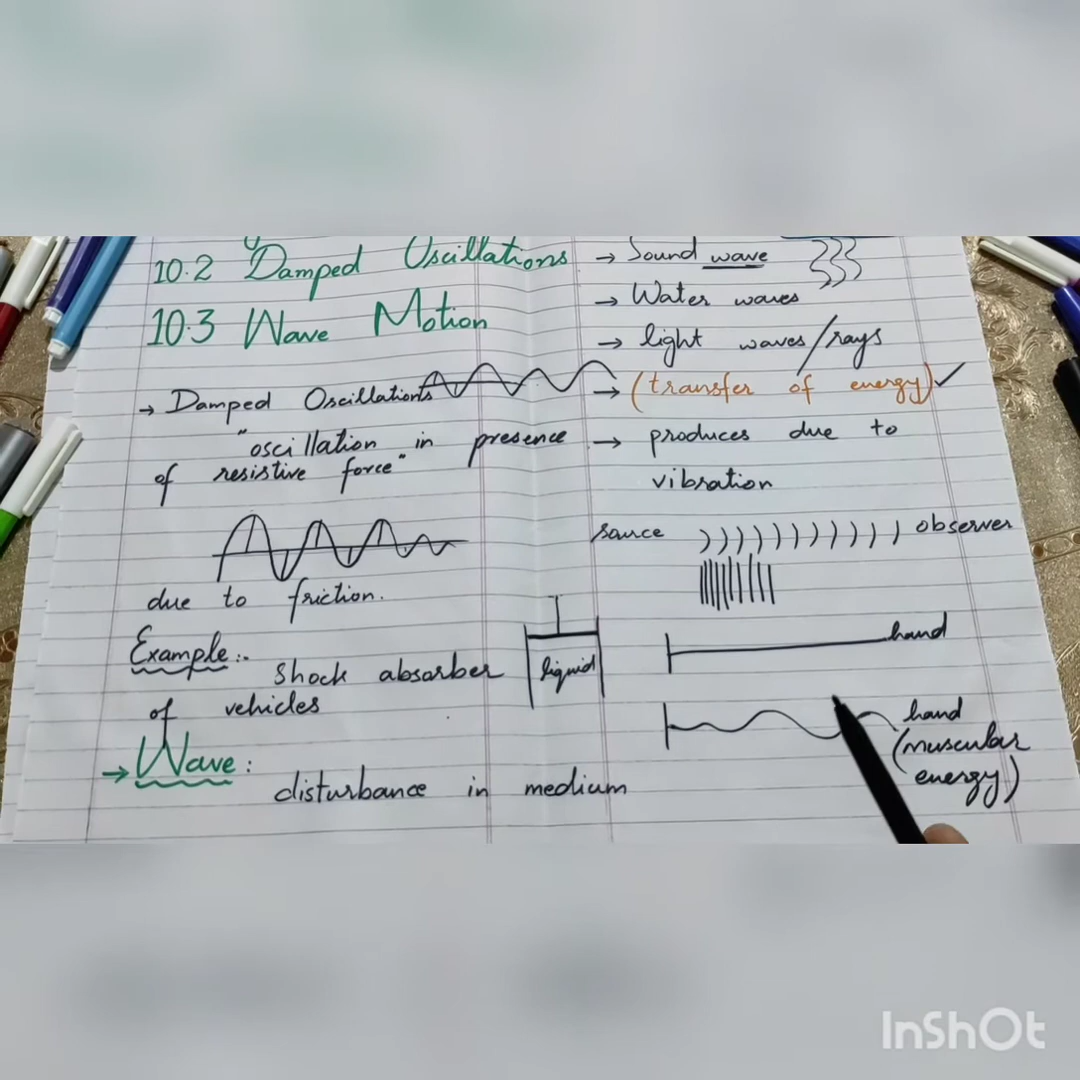 10.2 Damped Oscillations
10.3 Wave Motion
→ Damped Oscillations
"oscillation in presence
of resistive force"
due to friction.
Example:-
Shock absorber
of vehicles
liquid
→ Wave:
disturbance in medium
→ Sound wave
→ Water waves
→ light waves/rays
→ (transfer of energy) ✓
→ produces due to
vibration
source observer
hand
hand
(muscular
energy)
InShOt